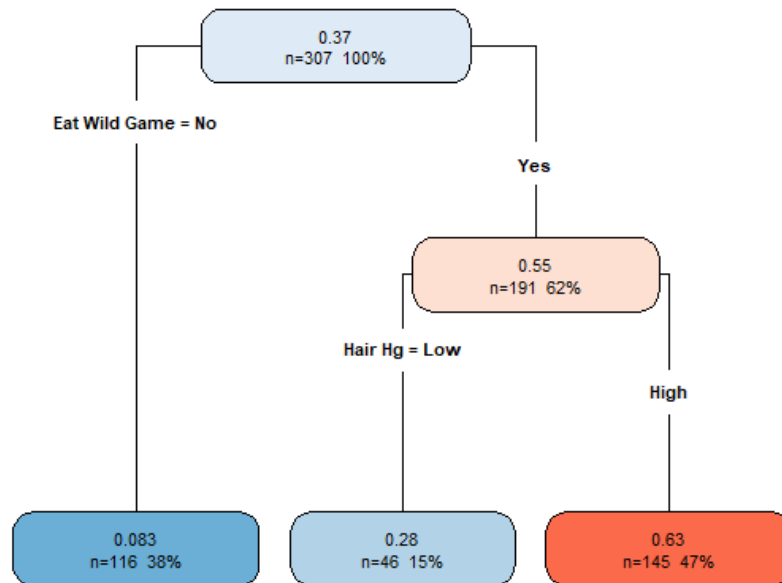 0.37
n=307 100%
Eat Wild Game = No
Yes
0.55
n=191 62%
Hair Hg = Low
High
0.083
n=116 38%
0.28
n=46 15%
0.63
n=145 47%